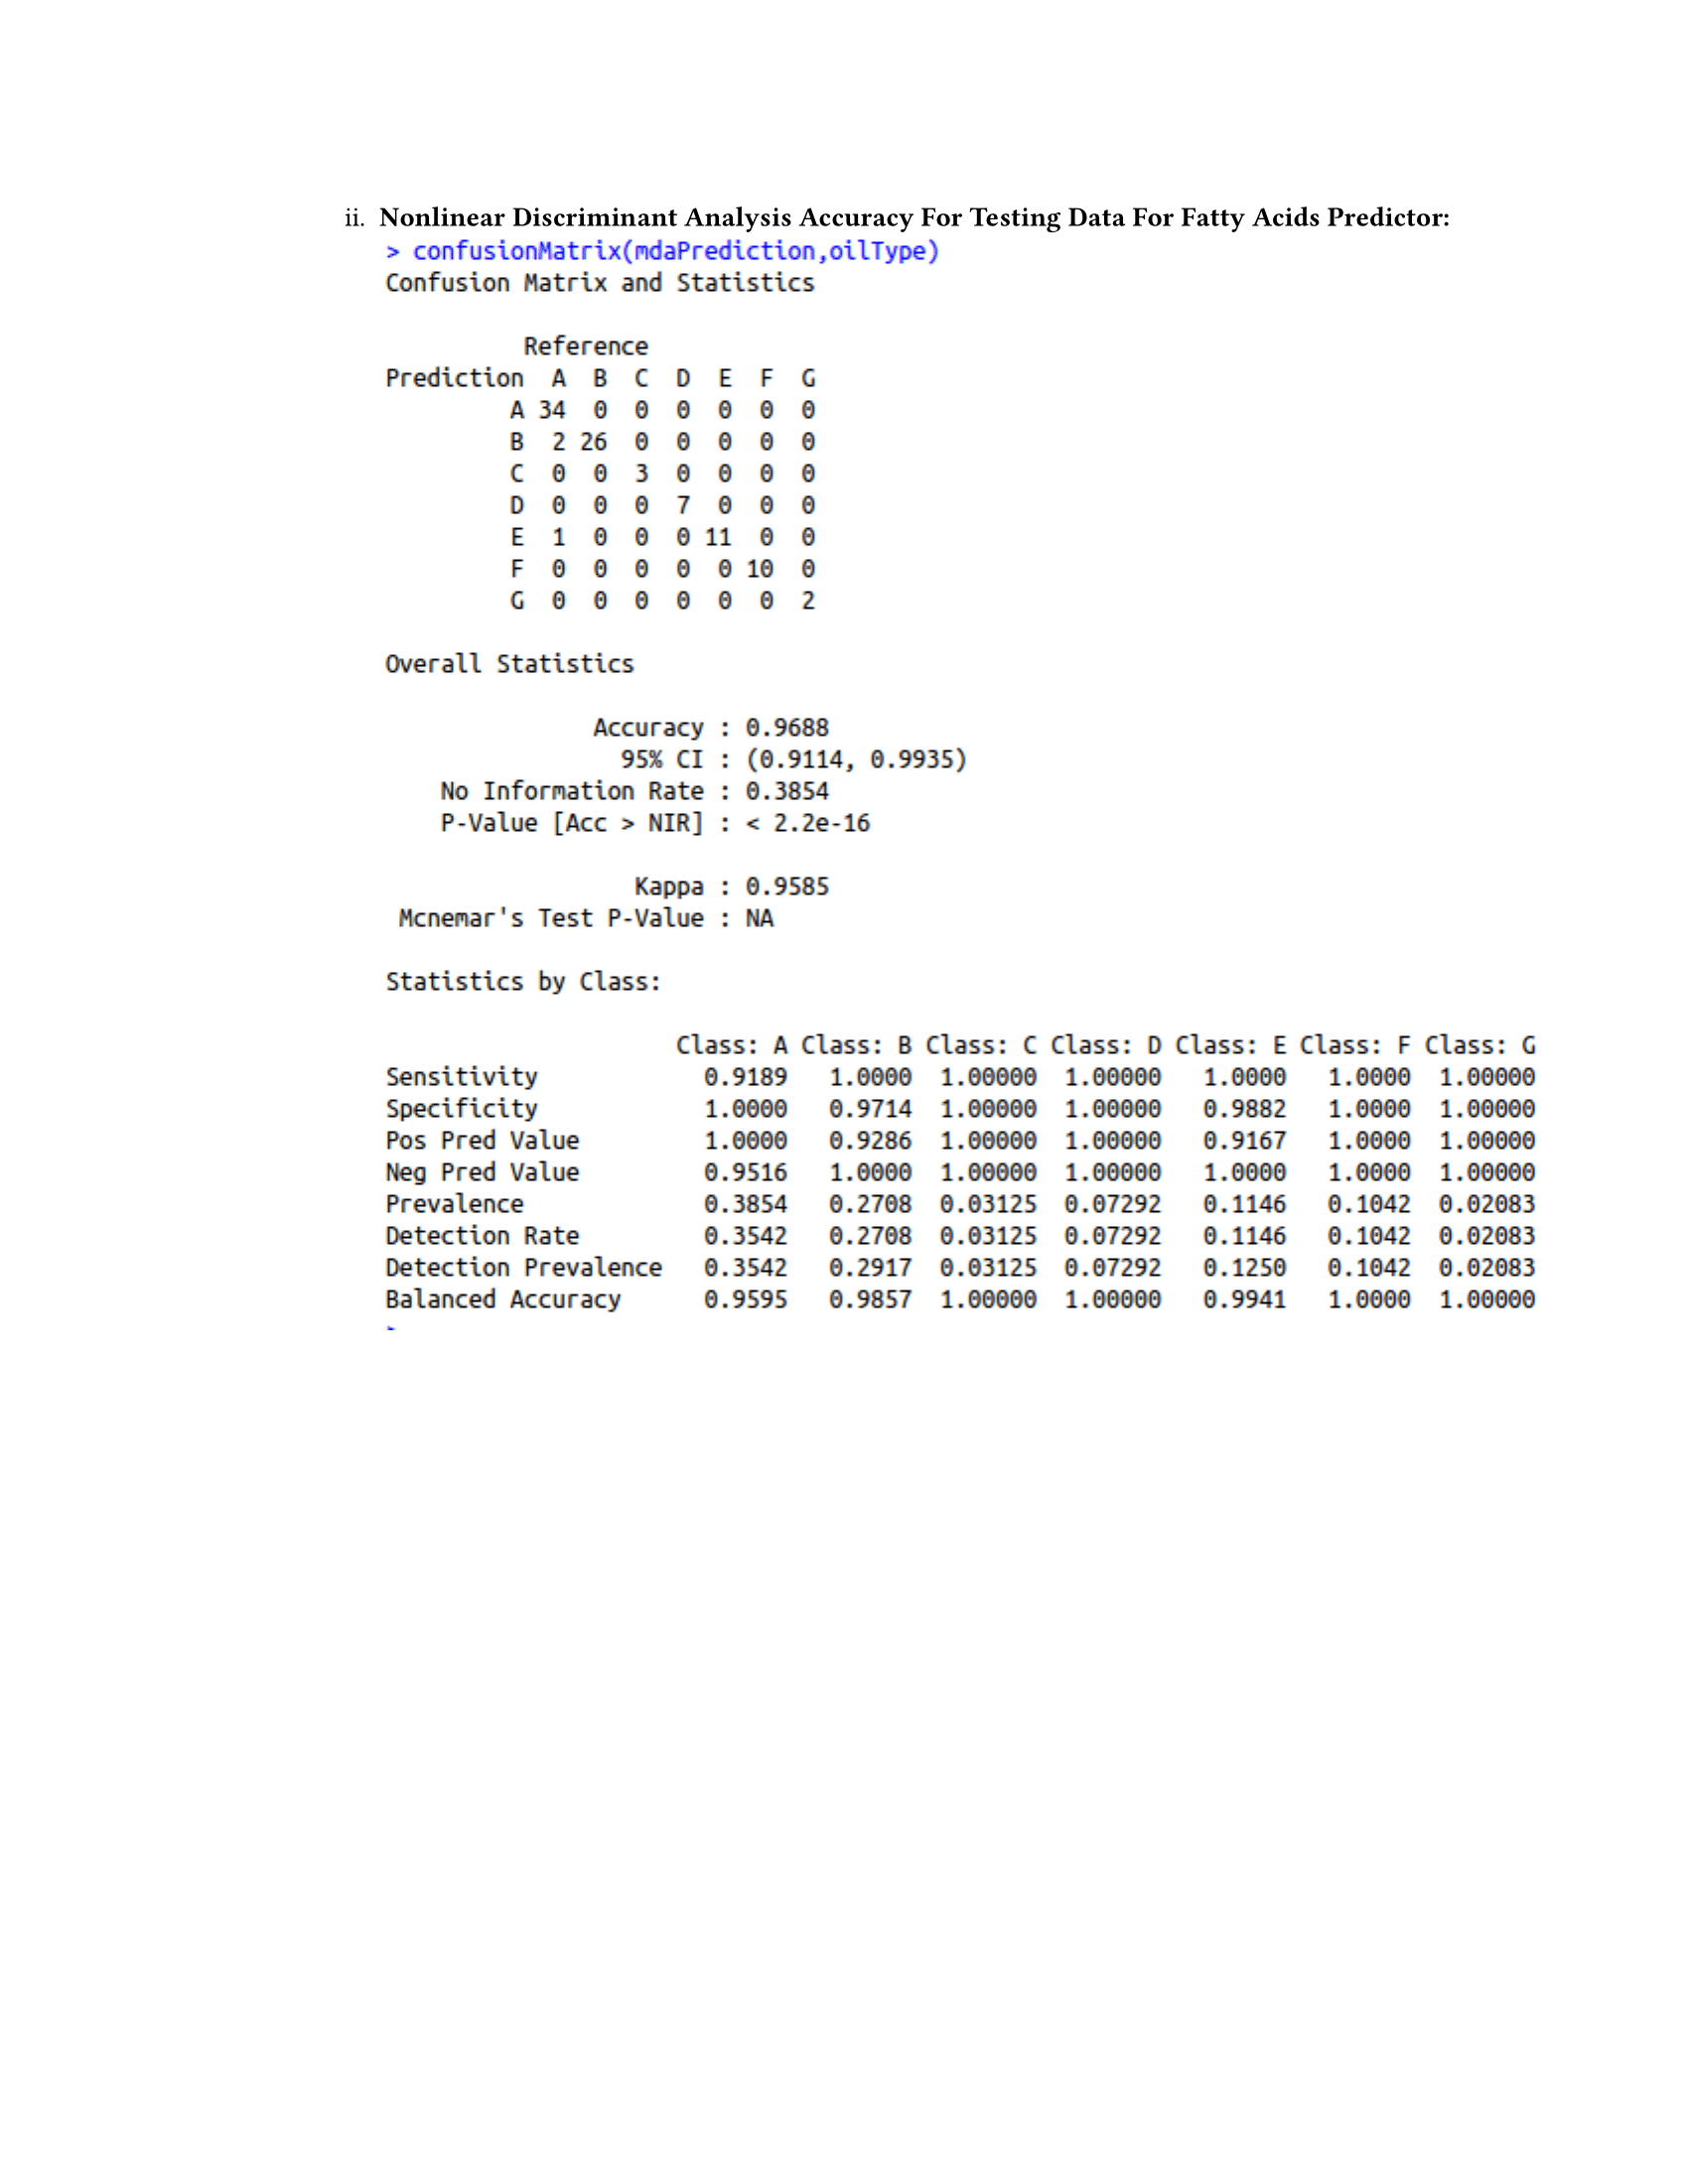 ii. Nonlinear Discriminant Analysis Accuracy For Testing Data For Fatty Acids Predictor:
> confusionMatrix(mdaPrediction,oilType)
Confusion Matrix and Statistics
Reference
Prediction A B C D E F G
A 34 0 0 0 0 0 0
B 2 26 0 0 0 0 0
C 0 0 3 0 0 0 0
D 0 0 0 7 0 0 0
E 1 0 0 0 11 0 0
F 0 0 0 0 0 10 0
G 0 0 0 0 0 0 2
Overall Statistics
Accuracy : 0.9688
95% CI : (0.9114, 0.9935)
No Information Rate : 0.3854
P-Value [Acc > NIR] : < 2.2e-16
Kappa : 0.9585
Mcnemar's Test P-Value : NA
Statistics by Class:
Class: A Class: B Class: C Class: D Class: E Class: F Class: G
Sensitivity 0.9189 1.0000 1.00000 1.00000 1.0000 1.0000 1.00000
Specificity 1.0000 0.9714 1.00000 1.00000 0.9882 1.0000 1.00000
Pos Pred Value 1.0000 0.9286 1.00000 1.00000 0.9167 1.0000 1.00000
Neg Pred Value 0.9516 1.0000 1.00000 1.00000 1.0000 1.0000 1.00000
Prevalence 0.3854 0.2708 0.03125 0.07292 0.1146 0.1042 0.02083
Detection Rate 0.3542 0.2708 0.03125 0.07292 0.1146 0.1042 0.02083
Detection Prevalence 0.3542 0.2917 0.03125 0.07292 0.1250 0.1042 0.02083
Balanced Accuracy 0.9595 0.9857 1.00000 1.00000 0.9941 1.0000 1.00000